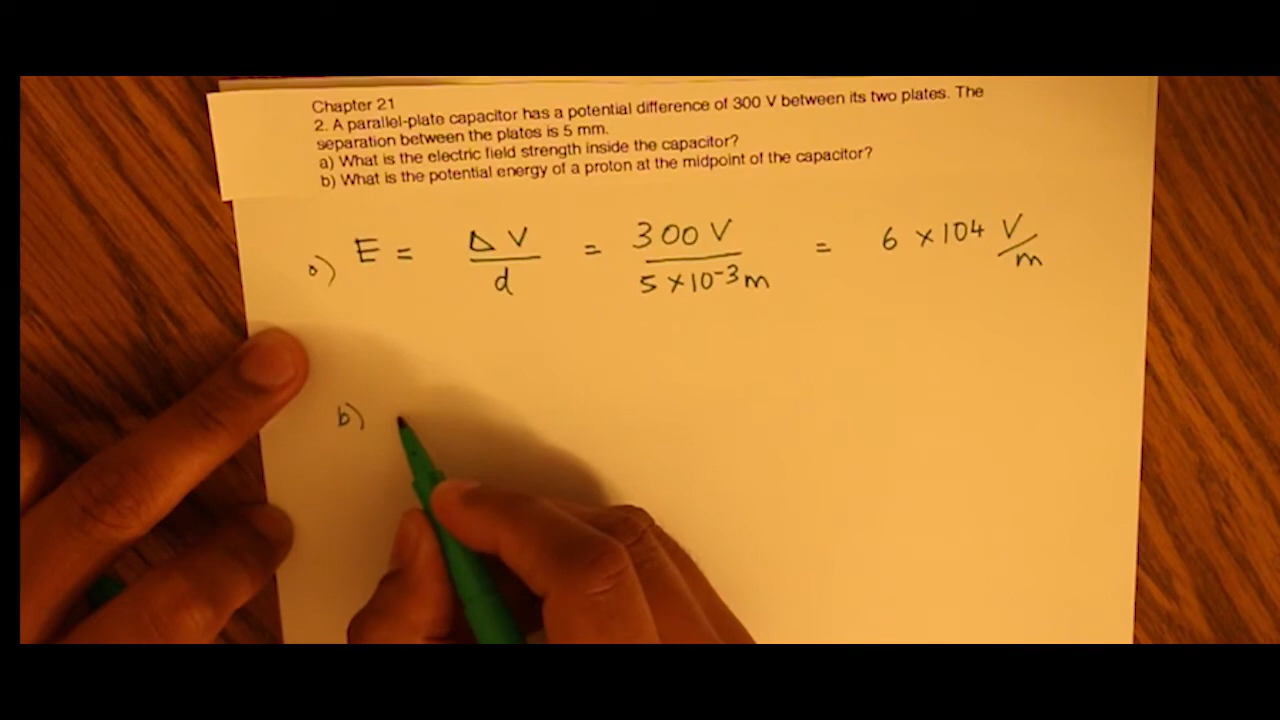 Chapter 21
2. A parallel-plate capacitor has a potential difference of 300 V between its two plates. The
separation between the plates is 5 mm.
a) What is the electric field strength inside the capacitor?
b) What is the potential energy of a proton at the midpoint of the capacitor?
a) E = ΔV/d = 300 V/5 × 10⁻³ m = 6 × 10⁴ V/m
b)